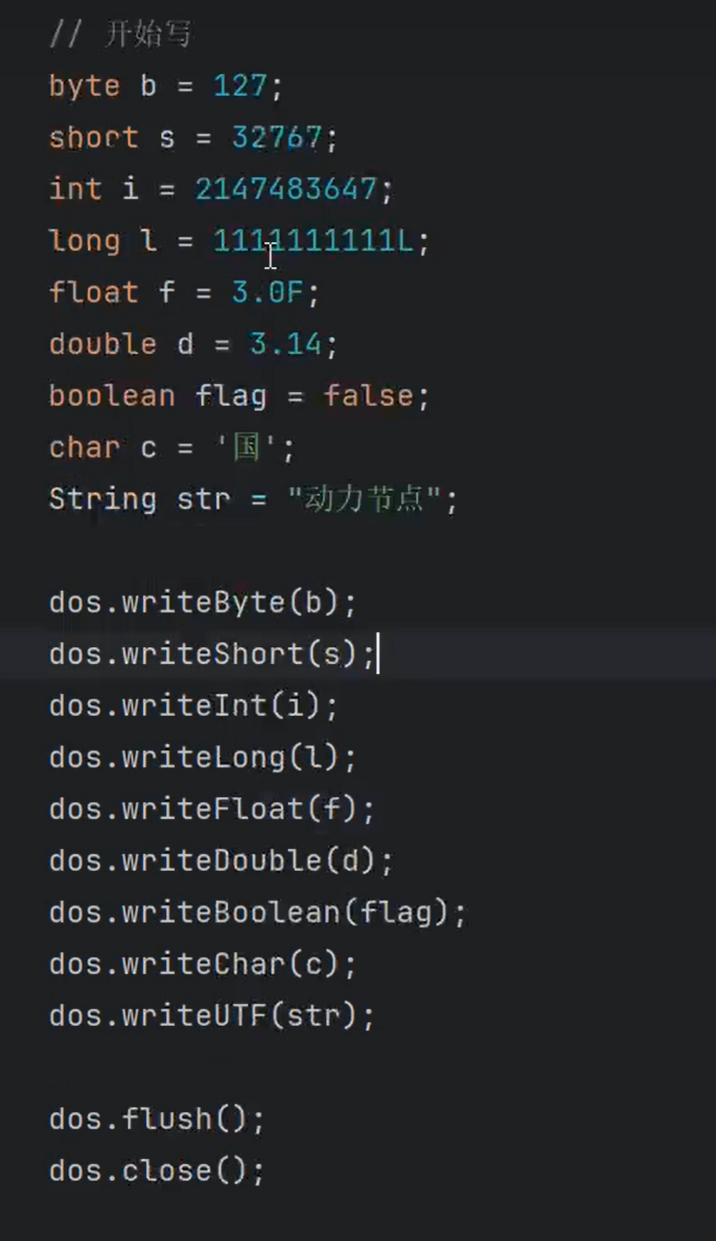 // 开始写
byte b = 127;
short s = 32767;
int i = 2147483647;
long l = 1111111111L;
float f = 3.0F;
double d = 3.14;
boolean flag = false;
char c = '国';
String str = "动力节点";
dos.writeByte(b);
dos.writeShort(s);
dos.writeInt(i);
dos.writeLong(l);
dos.writeFloat(f);
dos.writeDouble(d);
dos.writeBoolean(flag);
dos.writeChar(c);
dos.writeUTF(str);
dos.flush();
dos.close();